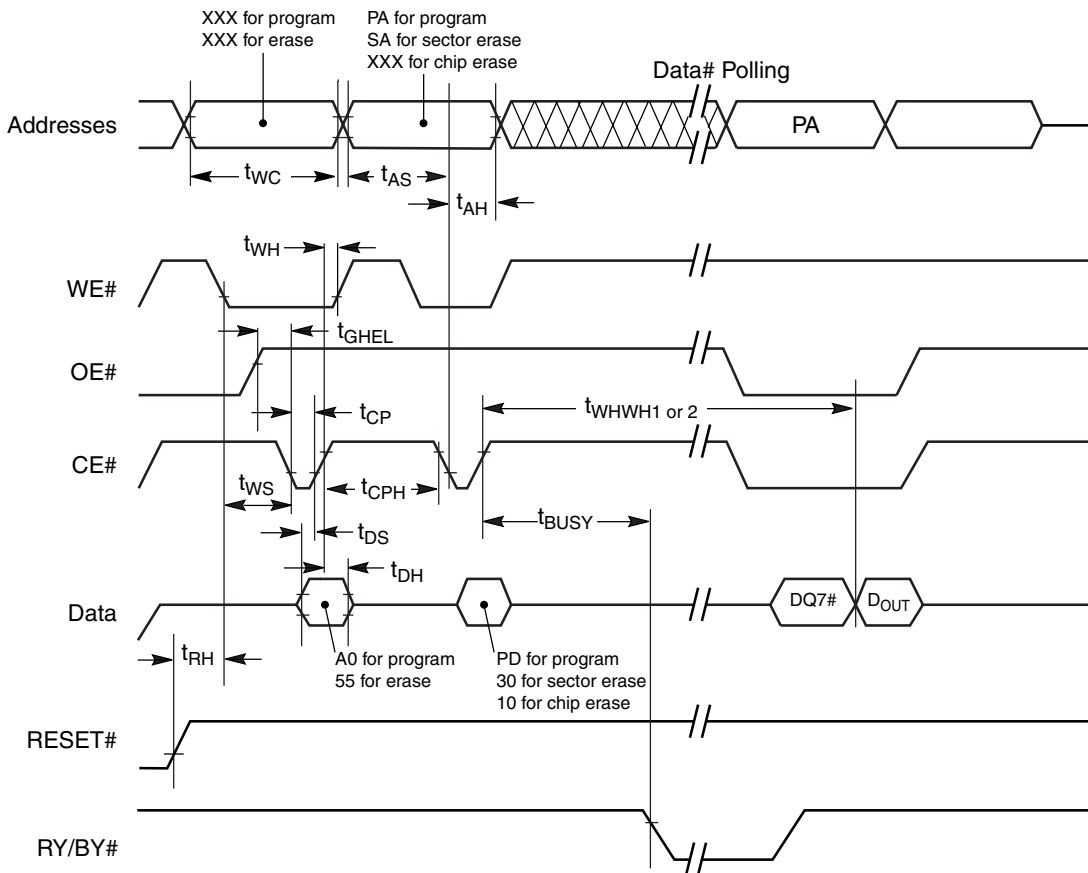 XXX for program
XXX for erase
PA for program
SA for sector erase
XXX for chip erase
Data# Polling
Addresses
PA
tWC
tAS
tAH
tWH
WE#
tGHEL
OE#
tWHWH1 or 2
tCP
CE#
tWS
tCPH
tBUSY
tDS
tDH
Data
DQ7#
DOUT
tRH
A0 for program
55 for erase
PD for program
30 for sector erase
10 for chip erase
RESET#
RY/BY#